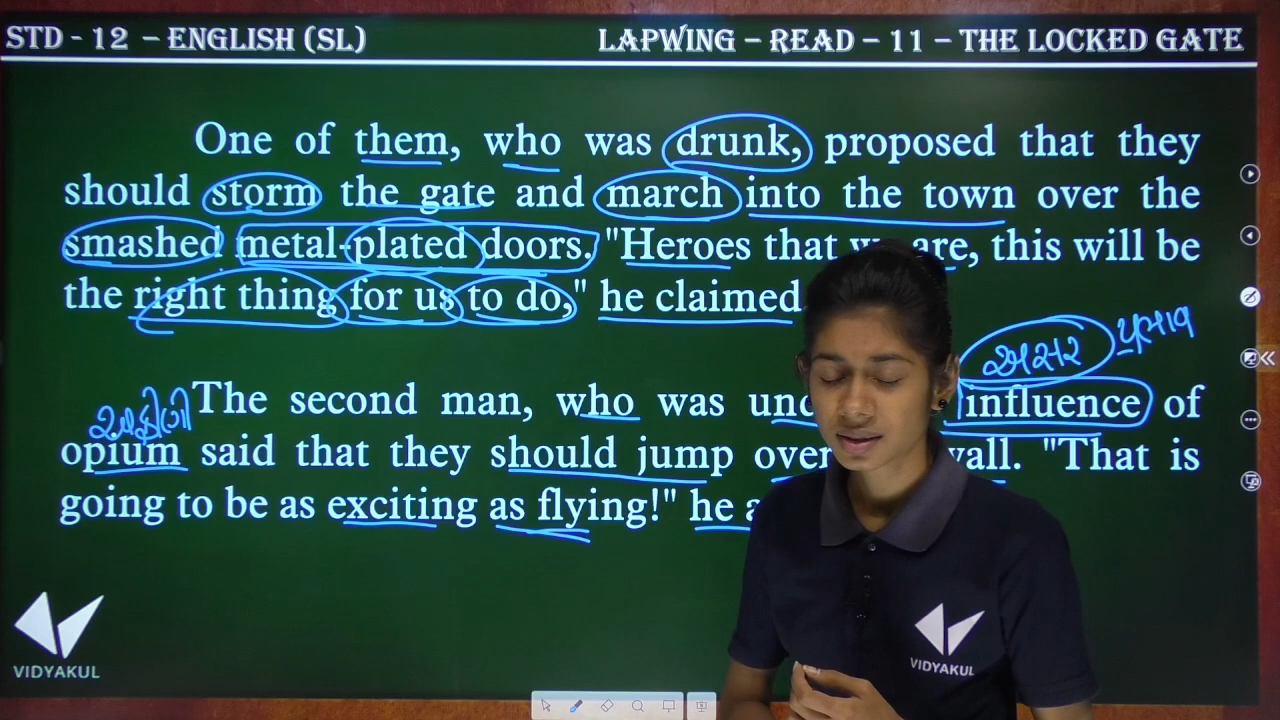 STD - 12 – ENGLISH (SL)
LAPWING – READ – 11 – THE LOCKED GATE
One of them, who was drunk, proposed that they
should storm the gate and march into the town over the
smashed metal-plated doors. "Heroes that we are, this will be
the right thing for us to do," he claimed
અસર પ્રભાવ
The second man, who was influence of
opium said that they should jump over wall. "That is
going to be as exciting as flying!" he
VIDYAKUL
VIDYAKUL